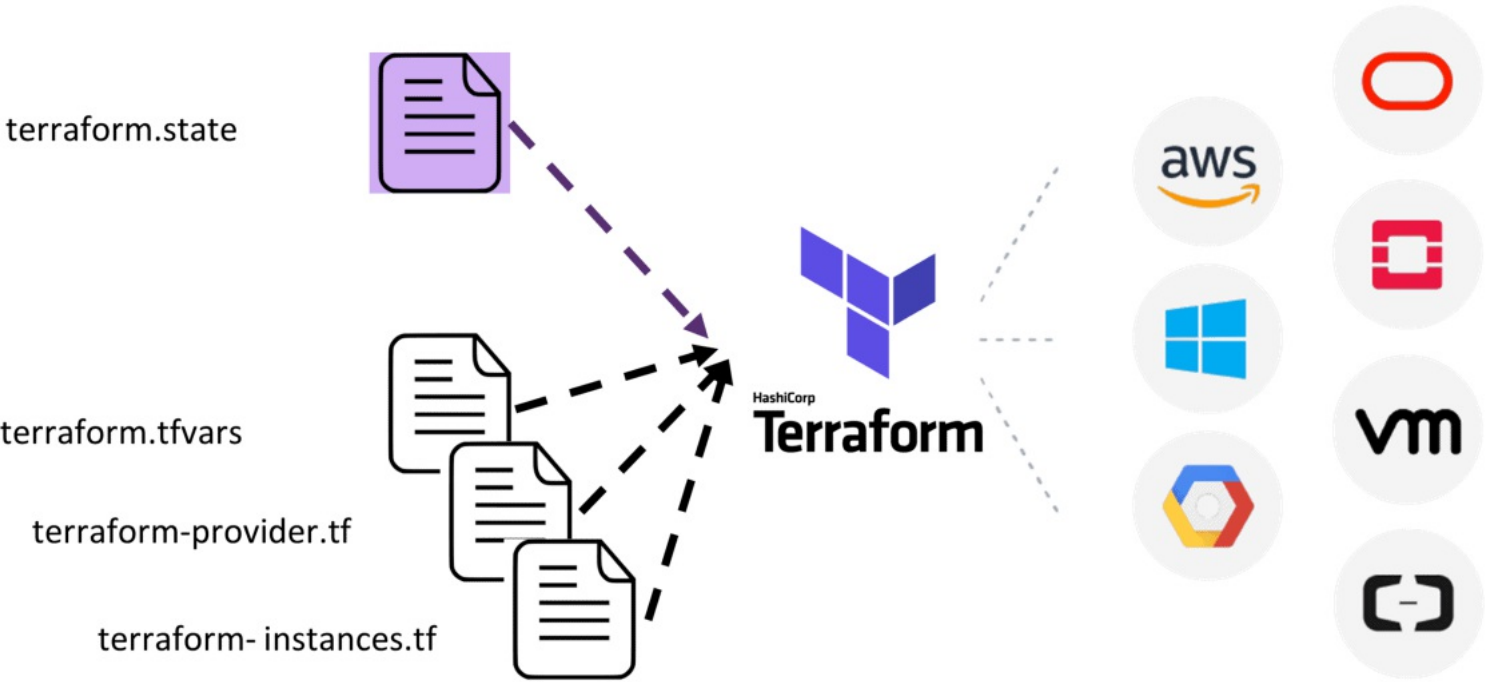 terraform.state
aws
HashiCorp
Terraform
vm
terraform.tfvars
terraform-provider.tf
terraform- instances.tf